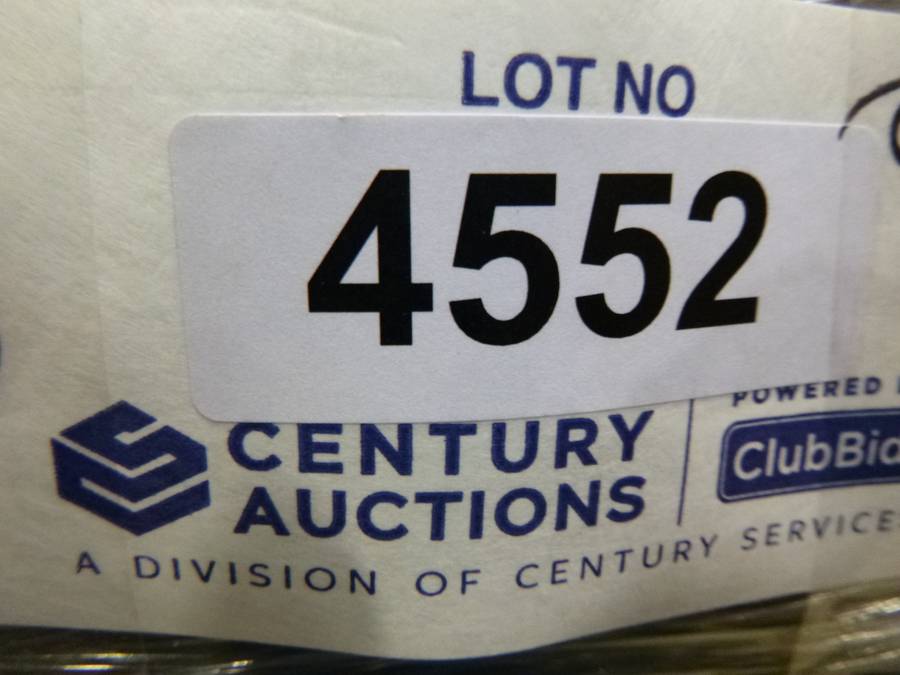 LOT NO
4552
CENTURY
AUCTIONS
POWERED
ClubBid
A DIVISION OF CENTURY SERVICE